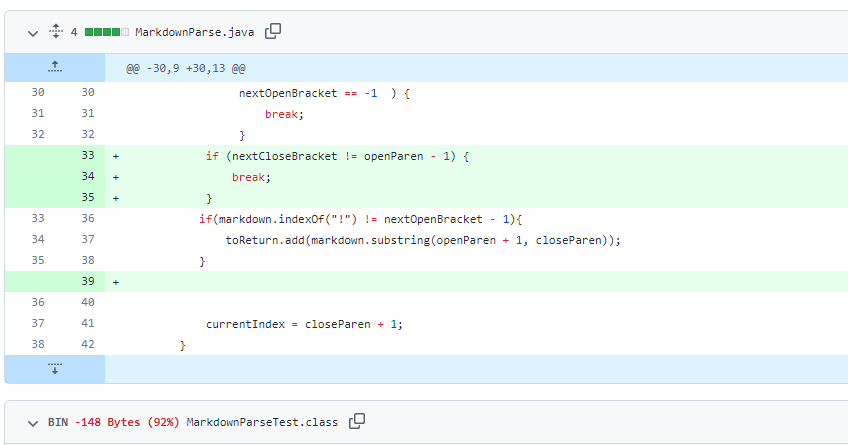 4 MarkdownParse.java
@@ -30,9 +30,13 @@
30 30 nextOpenBracket == -1  ) {
31 31 break;
32 32 }
33 + if (nextCloseBracket != openParen - 1) {
34 + break;
35 + }
33 36 if(markdown.indexOf("!") != nextOpenBracket - 1){
34 37 toReturn.add(markdown.substring(openParen + 1, closeParen));
35 38 }
39 +
36 40
37 41 currentIndex = closeParen + 1;
38 42 }
BIN -148 Bytes (92%) MarkdownParseTest.class